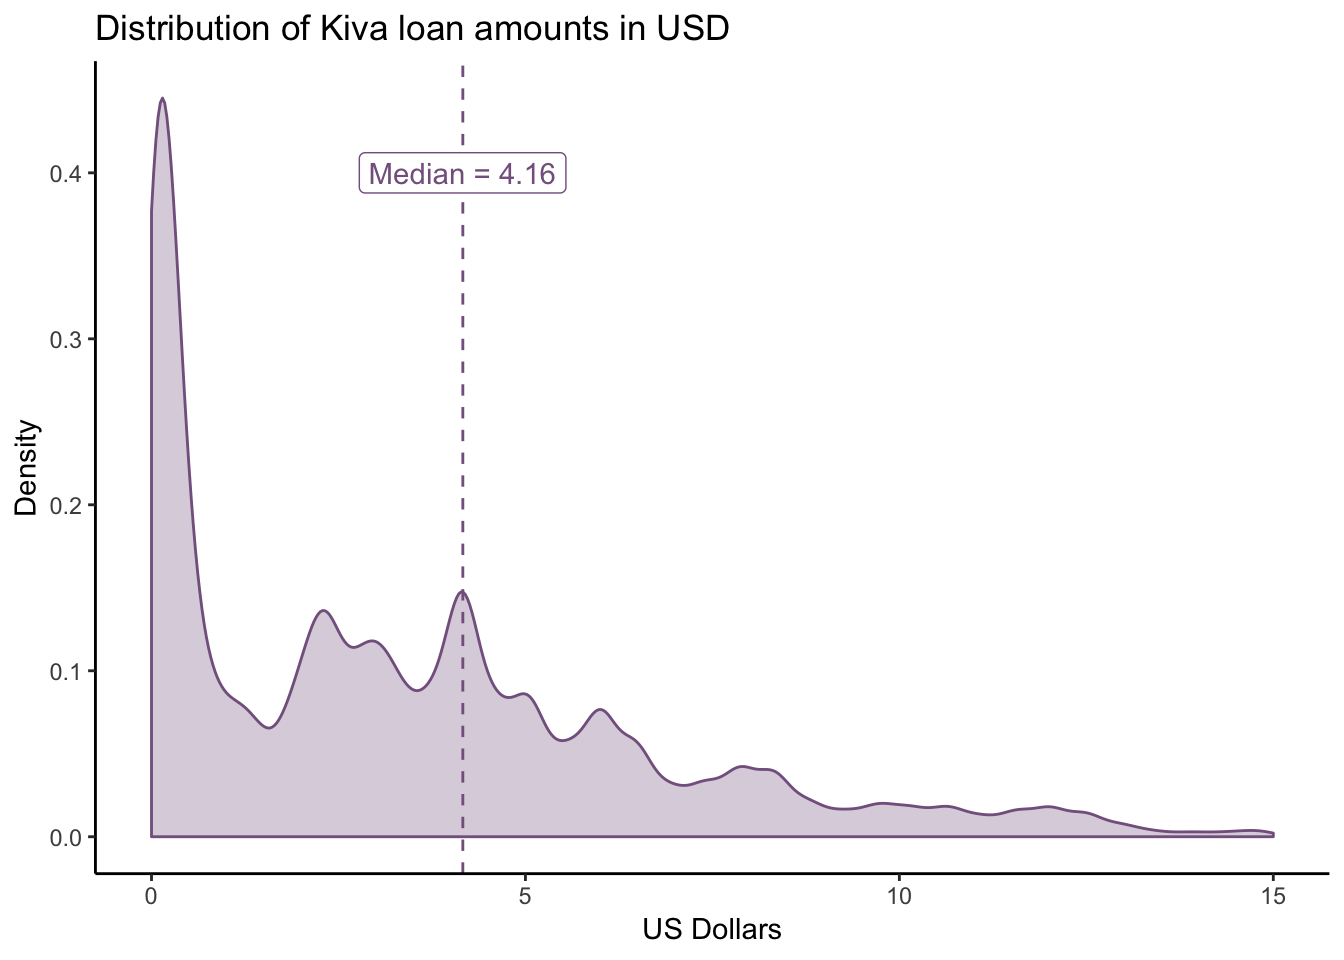 Distribution of Kiva loan amounts in USD
Median = 4.16
0.4
0.3
0.2
0.1
0.0
Density
0
5
10
15
US Dollars